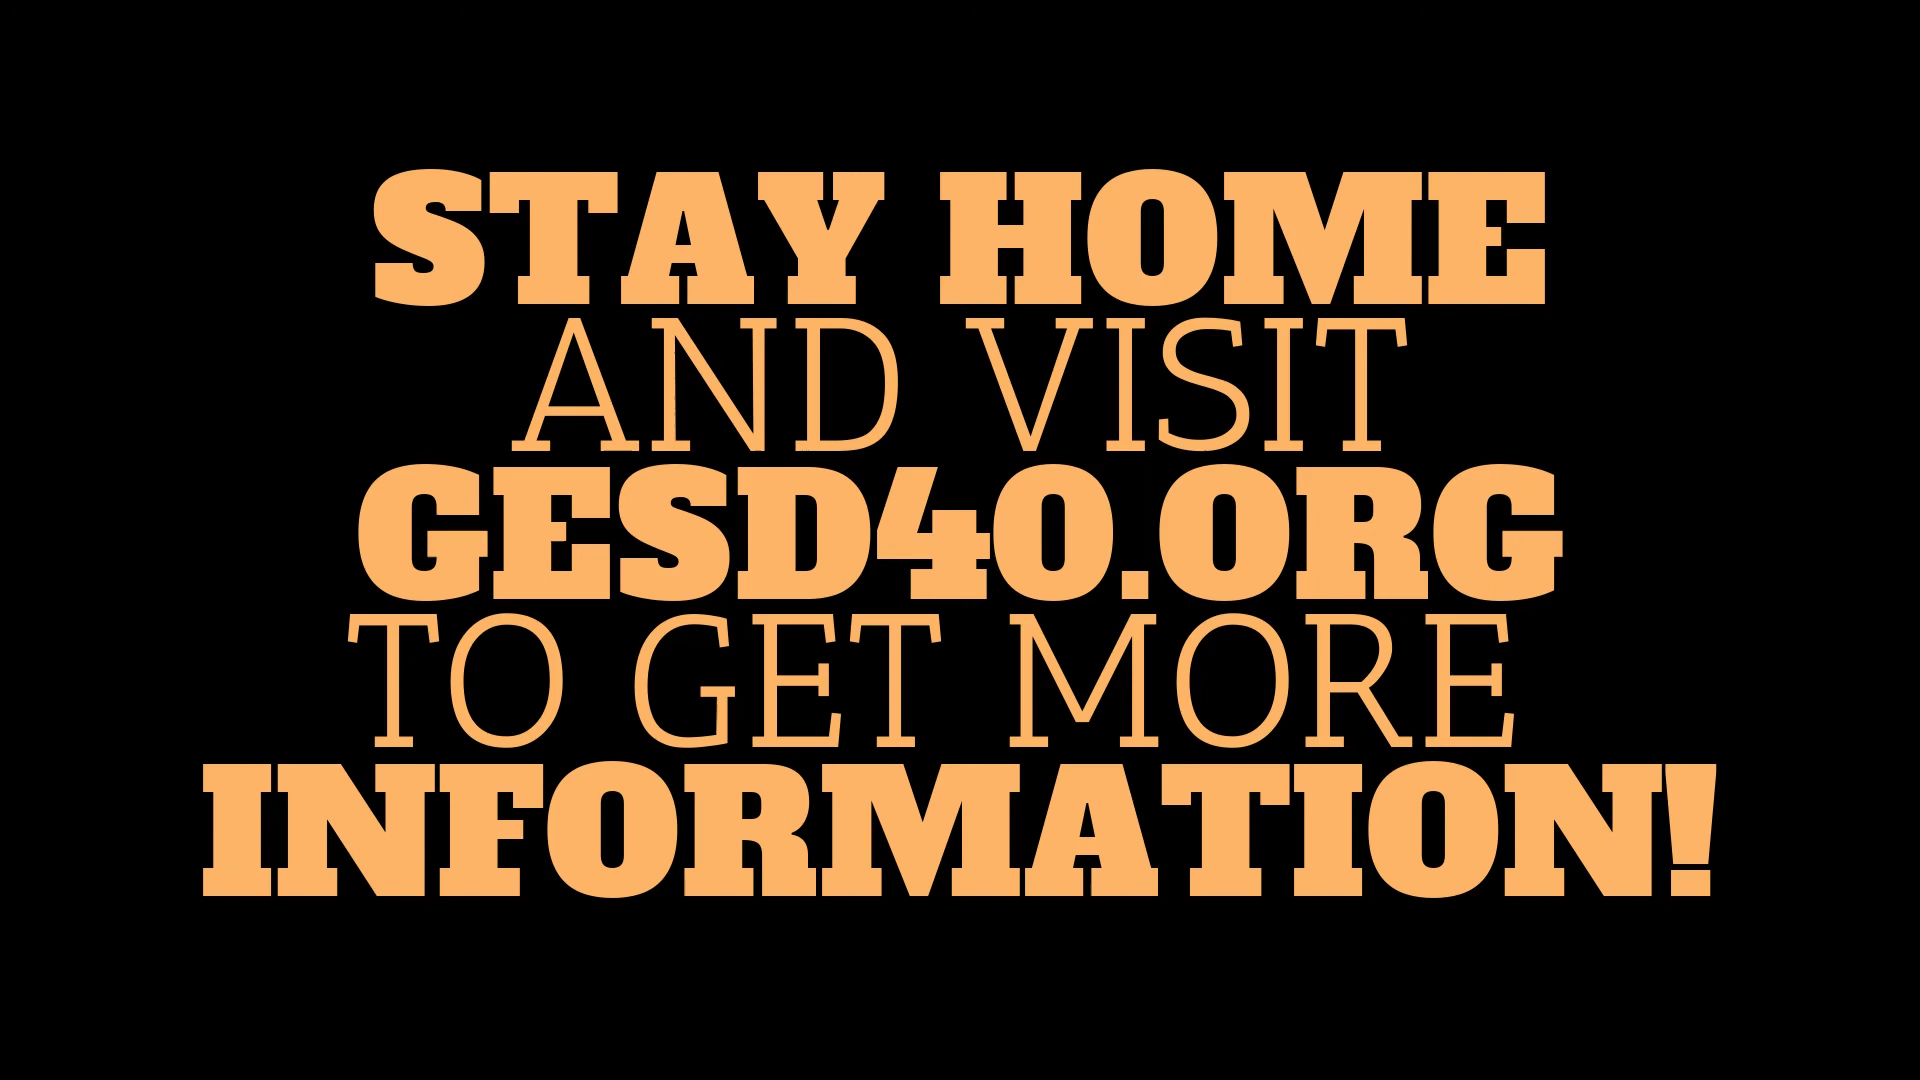 STAY HOME
AND VISIT
GESD40.ORG
TO GET MORE
INFORMATION!